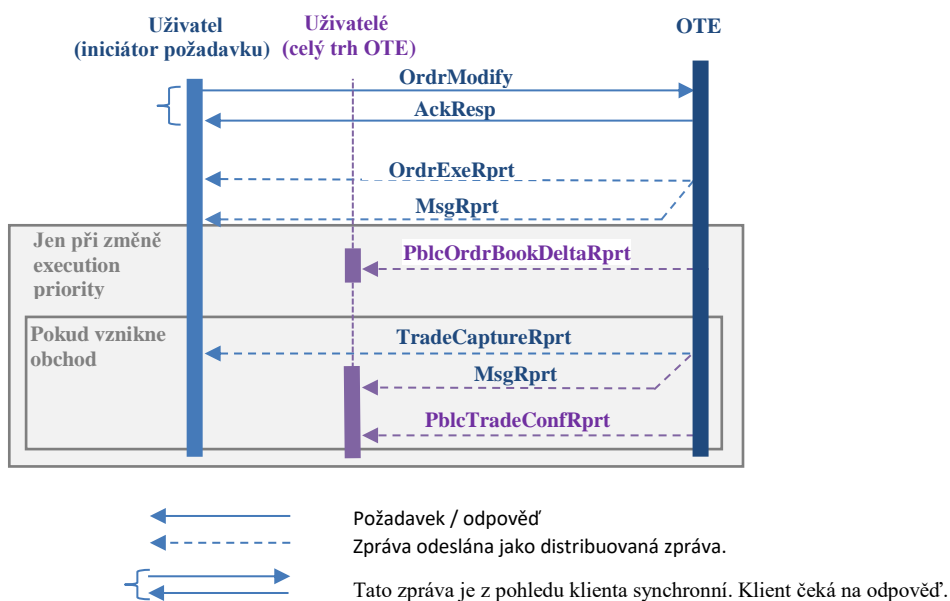 Uživatel
(iniciátor požadavku)
Uživatelé
(celý trh OTE)
OTE
OrdrModify
AckResp
OrdrExeRprt
MsgRprt
Jen při změně
execution
priority
PblcOrdrBookDeltaRprt
Pokud vznikne
obchod
TradeCaptureRprt
MsgRprt
PblcTradeConfRprt
Požadavek / odpověď
Zpráva odeslána jako distribuovaná zpráva.
Tato zpráva je z pohledu klienta synchronní. Klient čeká na odpověď.